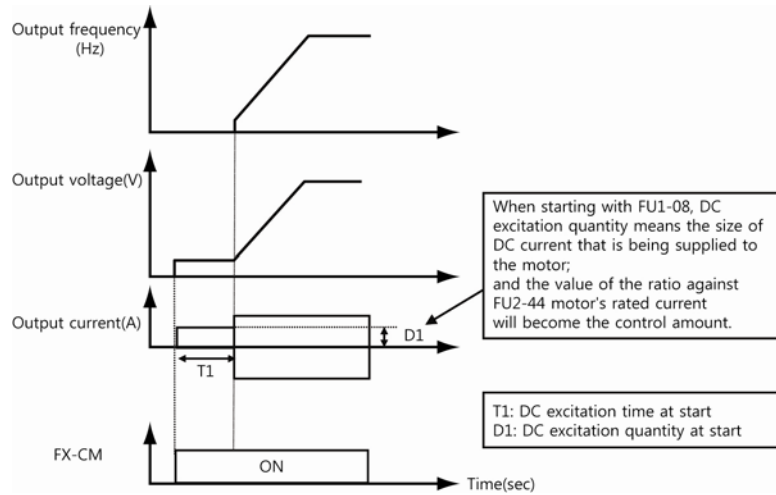 Output frequency
(Hz)
Output voltage(V)
When starting with FU1-08, DC
excitation quantity means the size of
DC current that is being supplied to
the motor;
and the value of the ratio against
FU2-44 motor's rated current
will become the control amount.
Output current(A)
D1
T1
T1: DC excitation time at start
D1: DC excitation quantity at start
FX-CM
ON
Time(sec)